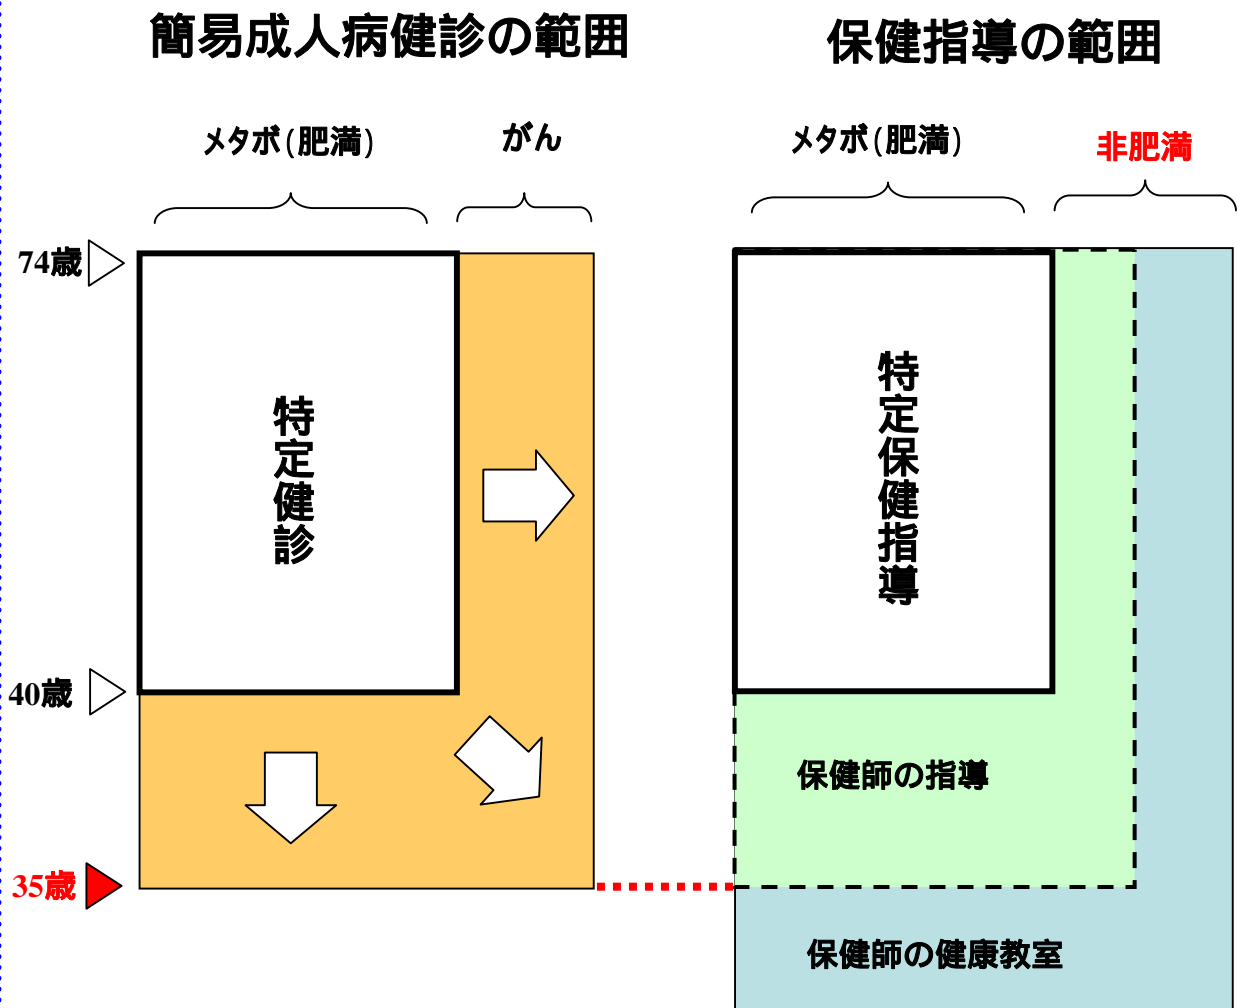 簡易成人病健診の範囲
保健指導の範囲
メタボ(肥満)
がん
メタボ(肥満)
非肥満
74歳
特定健診
特定保健指導
40歳
保健師の指導
35歳
保健師の健康教室